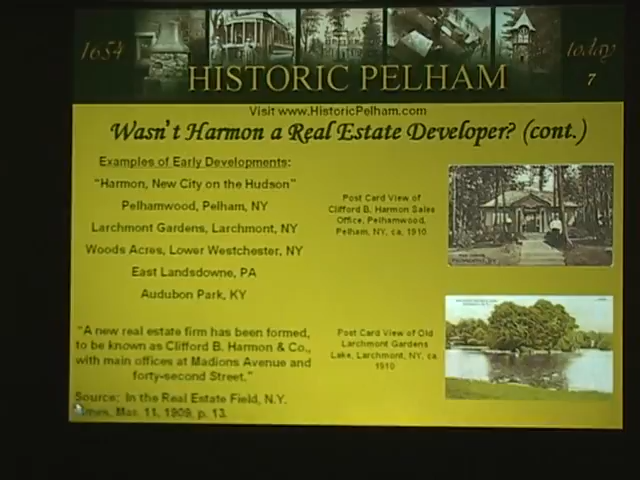 1654
today
HISTORIC PELHAM
7
Visit www.HistoricPelham.com
Wasn't Harmon a Real Estate Developer? (cont.)
Examples of Early Developments:
"Harmon, New City on the Hudson"
Pelhamwood, Pelham, NY
Larchmont Gardens, Larchmont, NY
Woods Acres, Lower Westchester, NY
East Landsdowne, PA
Audubon Park, KY
"A new real estate firm has been formed,
to be known as Clifford B. Harmon & Co.,
with main offices at Madions Avenue and
forty-second Street."
Source: In the Real Estate Field, N.Y.
Times, Mar. 11, 1909, p. 13.
Post Card View of
Clifford B. Harmon Sales
Office, Pelhamwood,
Pelham, NY, ca. 1910
Post Card View of Old
Larchmont Gardens
Lake, Larchmont, NY, ca.
1910